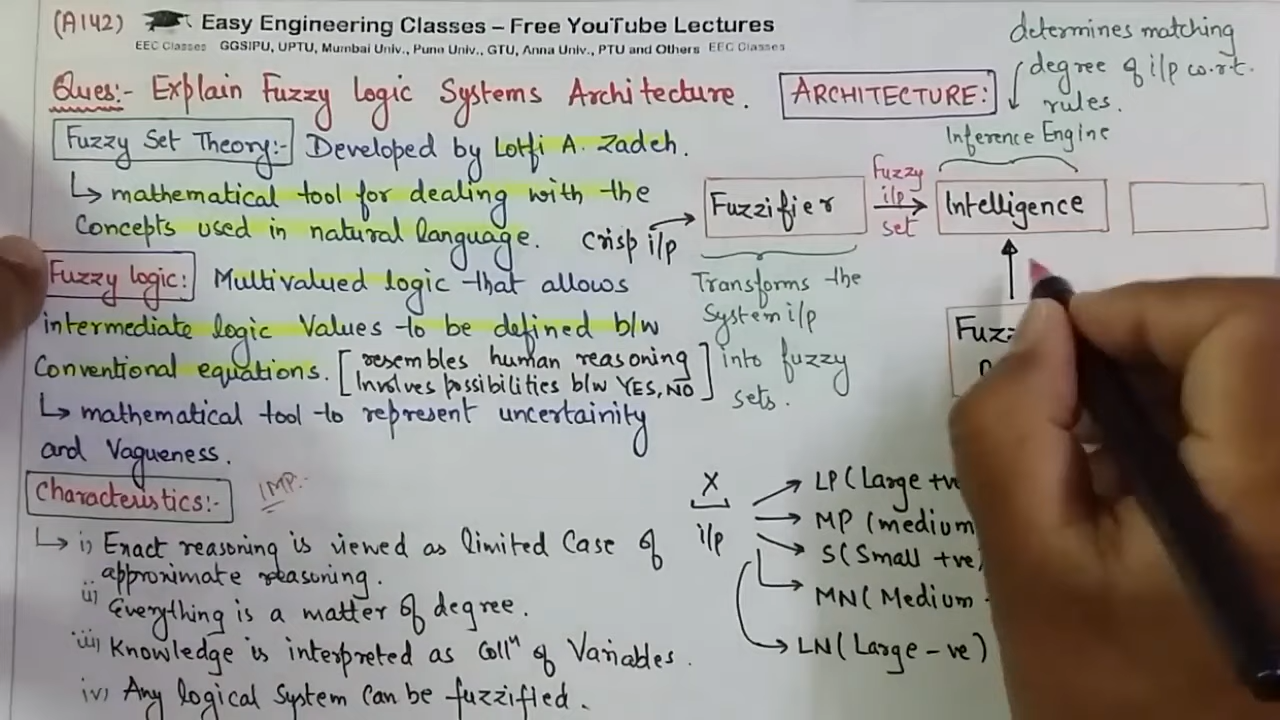 (A142) Easy Engineering Classes – Free YouTube Lectures
EEC Classes GGSIPU, UPTU, Mumbai Univ., Pune Univ., GTU, Anna Univ., PTU and Others EEC Classes
Ques:- Explain Fuzzy Logic Systems Architecture.
Fuzzy Set Theory:- Developed by Lotfi A. Zadeh.
↳ mathematical tool for dealing with the
Concepts used in natural language.
Fuzzy logic: Multivalued logic that allows
intermediate logic Values to be defined b/w
Conventional equations. [resembles human reasoning
Involves possibilities b/w YES, NO]
↳ mathematical tool to represent uncertainity
and Vagueness.
Characteristics:- IMP.
↳ i) Exact reasoning is viewed as limited Case of
approximate reasoning.
ii) Everything is a matter of degree.
iii) Knowledge is interpreted as Collⁿ of Variables.
iv) Any logical System Can be fuzzified.
ARCHITECTURE:
determines matching
degree of i/p w.r.t.
rules.
Inference Engine
crisp i/p → Fuzzifier
Fuzzy
i/p
set
Intelligence
Transforms the
System i/p
into fuzzy
sets.
X
i/p
LP (Large +v
MP (medium
S (Small +ve
MN (Medium
LN (Large -ve)